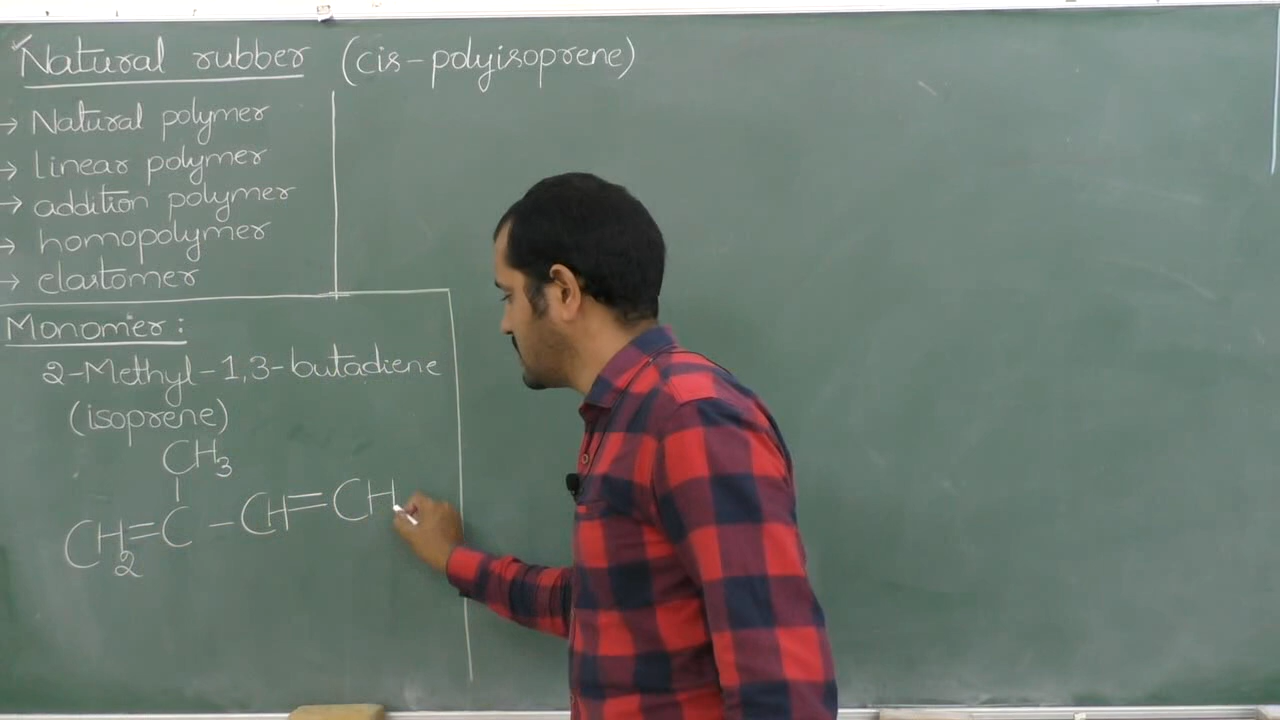 Natural rubber (cis-polyisoprene)
→ Natural polymer
→ Linear polymer
→ addition polymer
→ homopolymer
→ elastomer
Monomer:
2-Methyl-1,3-butadiene
(isoprene)
CH₃
|
CH₂=C-CH=CH